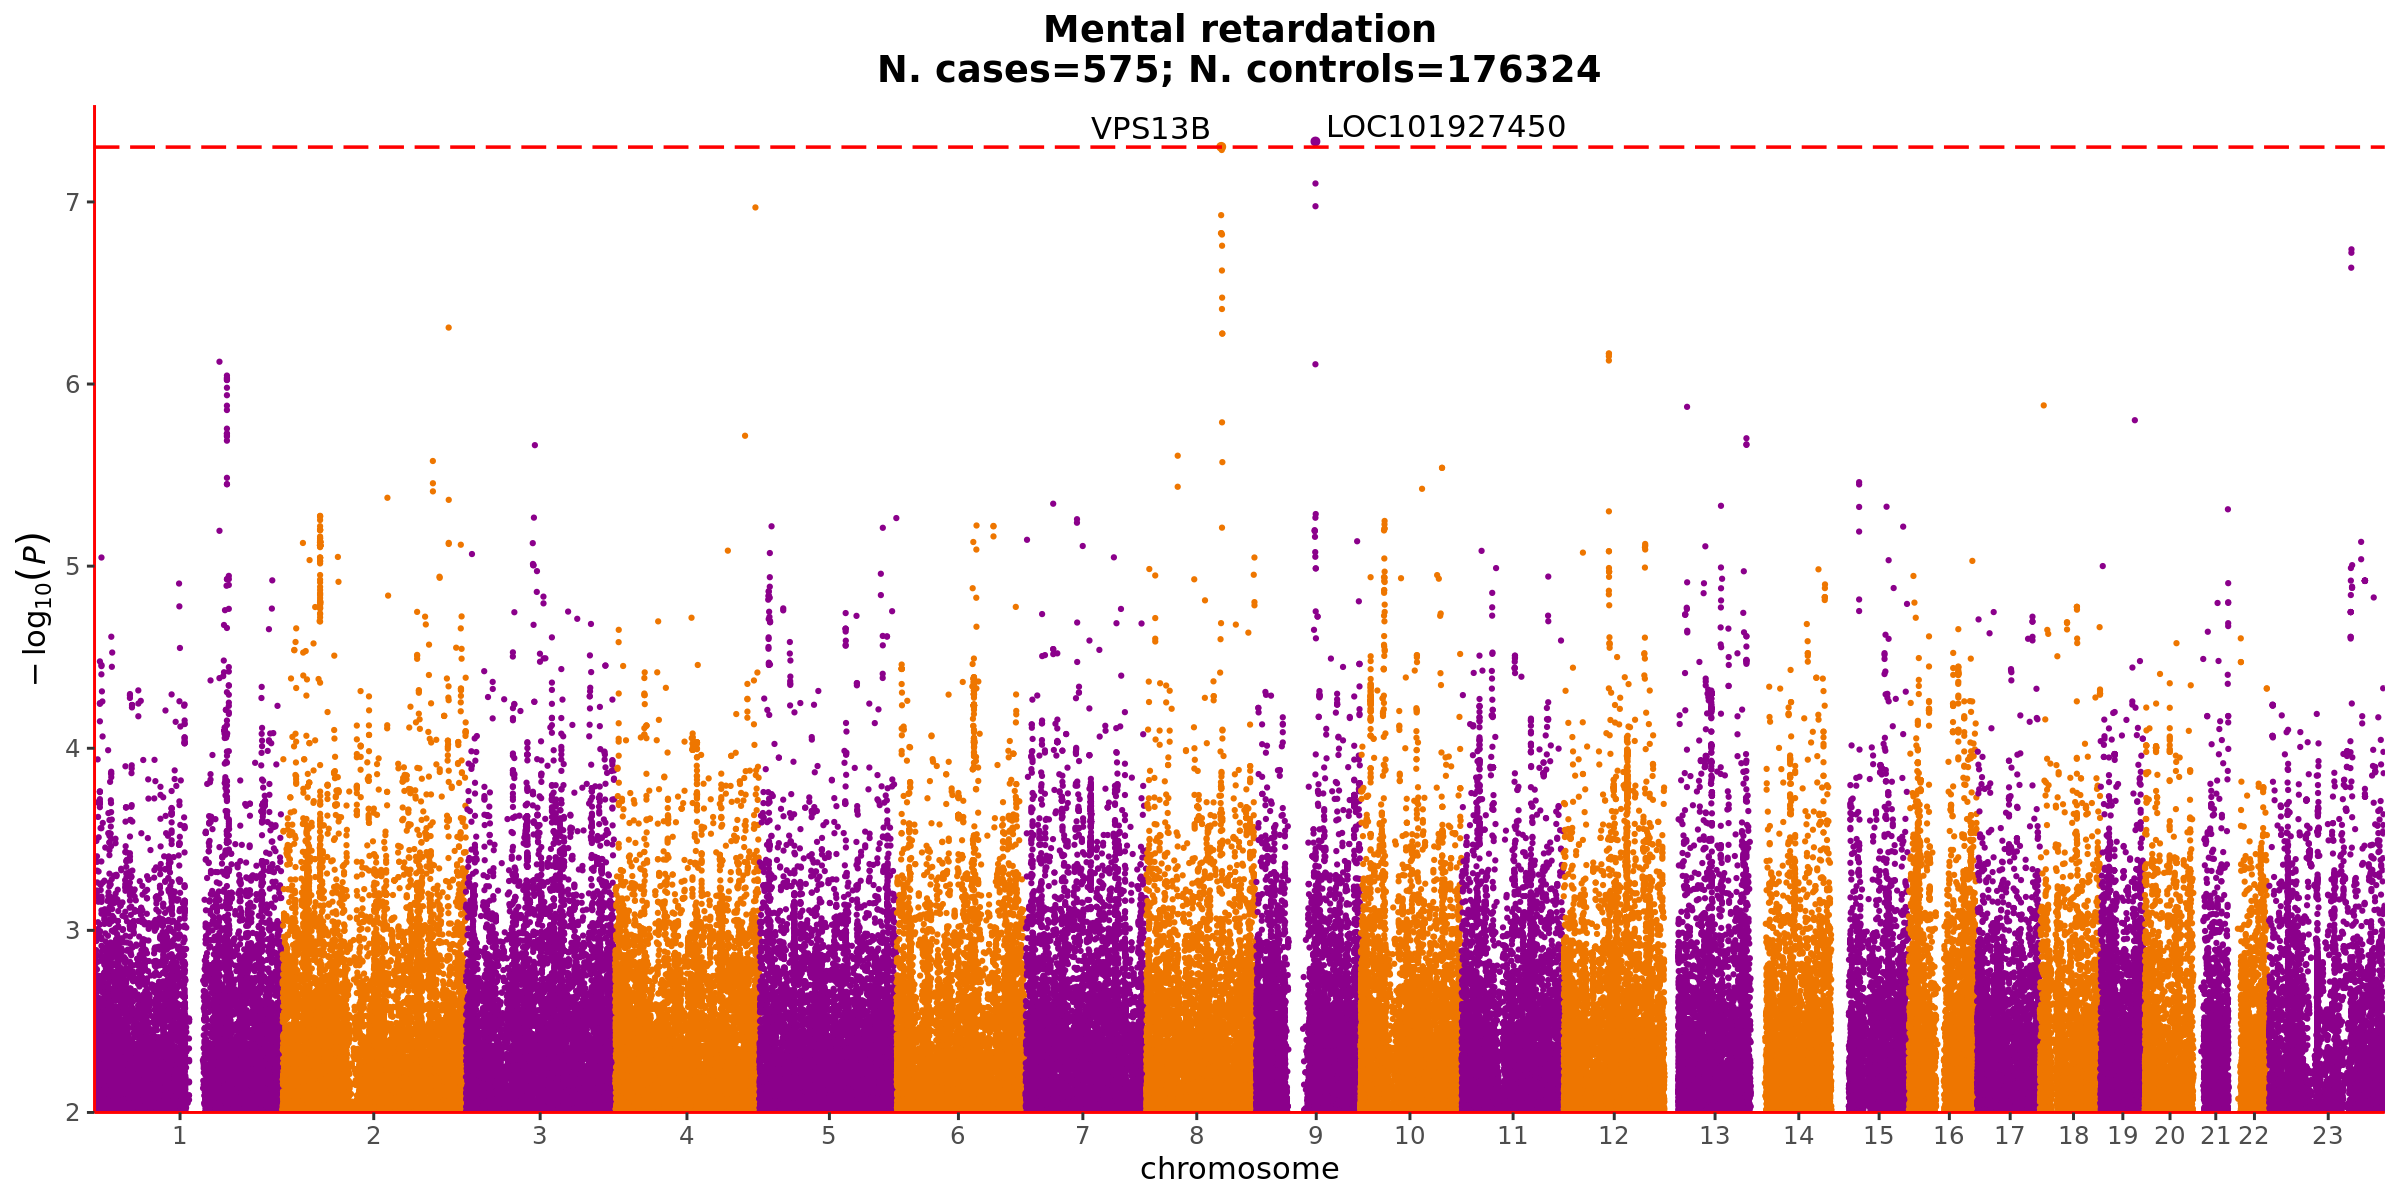 Mental retardation
N. cases=575; N. controls=176324
VPS13B LOC101927450
7
6
5
4
3
2
−log10(P)
1 2 3 4 5 6 7 8 9 10 11 12 13 14 15 16 17 18 19 20 21 22 23
chromosome